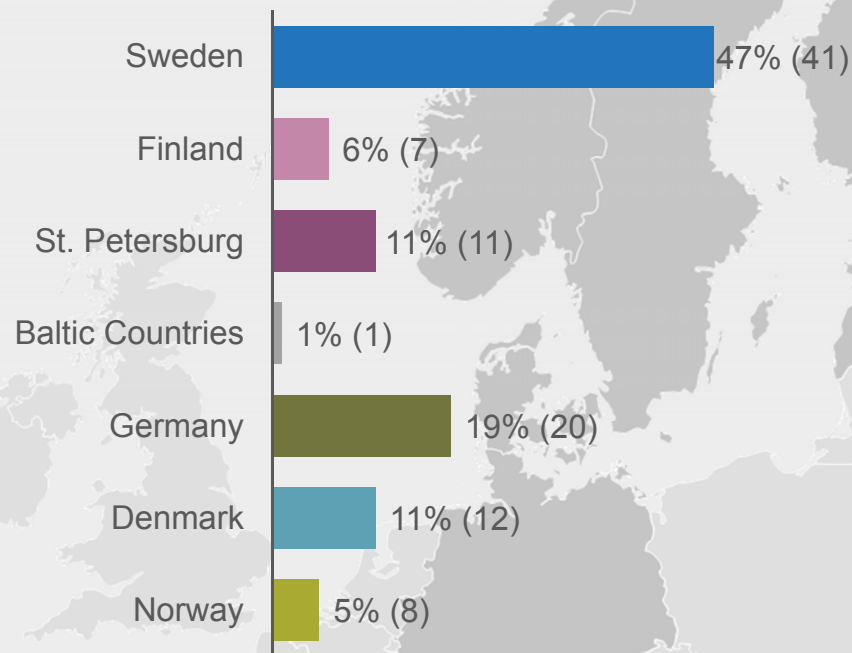 Sweden 47% (41)
Finland 6% (7)
St. Petersburg 11% (11)
Baltic Countries 1% (1)
Germany 19% (20)
Denmark 11% (12)
Norway 5% (8)